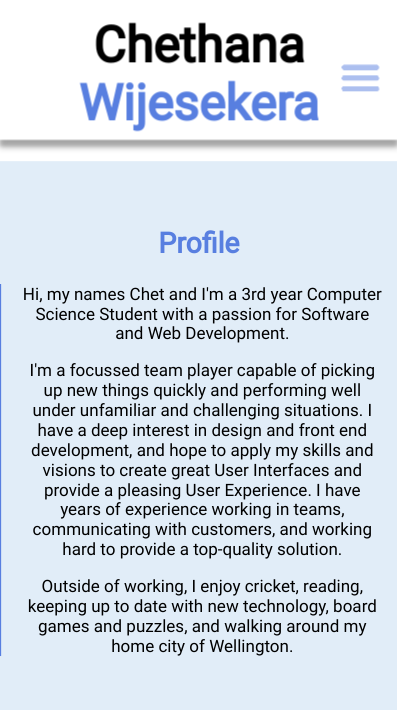 Chethana
Wijesekera
Profile
Hi, my names Chet and I'm a 3rd year Computer
Science Student with a passion for Software
and Web Development.
I'm a focussed team player capable of picking
up new things quickly and performing well
under unfamiliar and challenging situations. I
have a deep interest in design and front end
development, and hope to apply my skills and
visions to create great User Interfaces and
provide a pleasing User Experience. I have
years of experience working in teams,
communicating with customers, and working
hard to provide a top-quality solution.
Outside of working, I enjoy cricket, reading,
keeping up to date with new technology, board
games and puzzles, and walking around my
home city of Wellington.